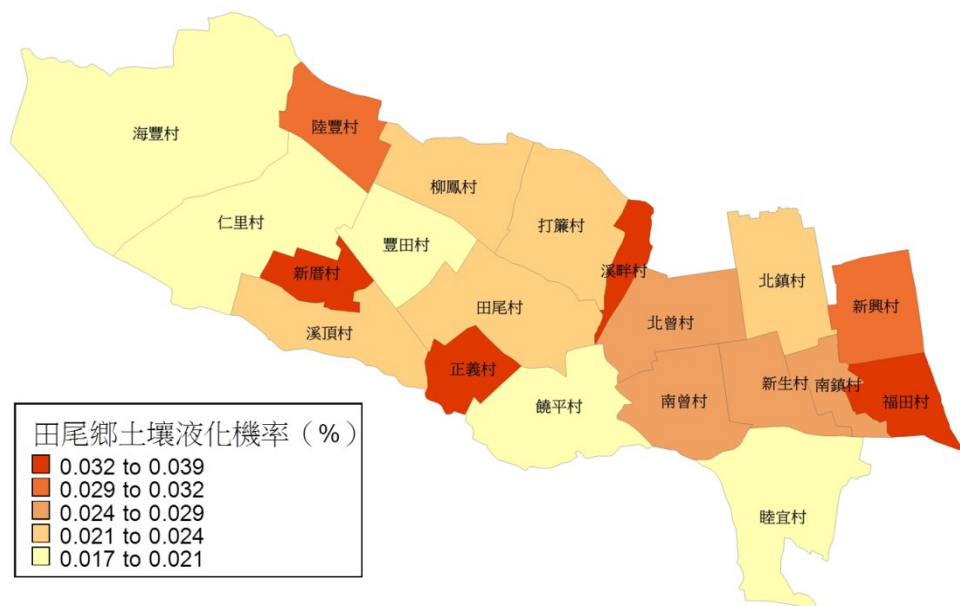 海豐村
陸豐村
柳鳳村
仁里村
打簾村
豐田村
溪畔村
新厝村
北鎮村
田尾村
新興村
北曾村
溪頂村
正義村
新生村
南鎮村
饒平村
南曾村
福田村
睦宜村
田尾鄉土壤液化機率(%)
0.032 to 0.039
0.029 to 0.032
0.024 to 0.029
0.021 to 0.024
0.017 to 0.021